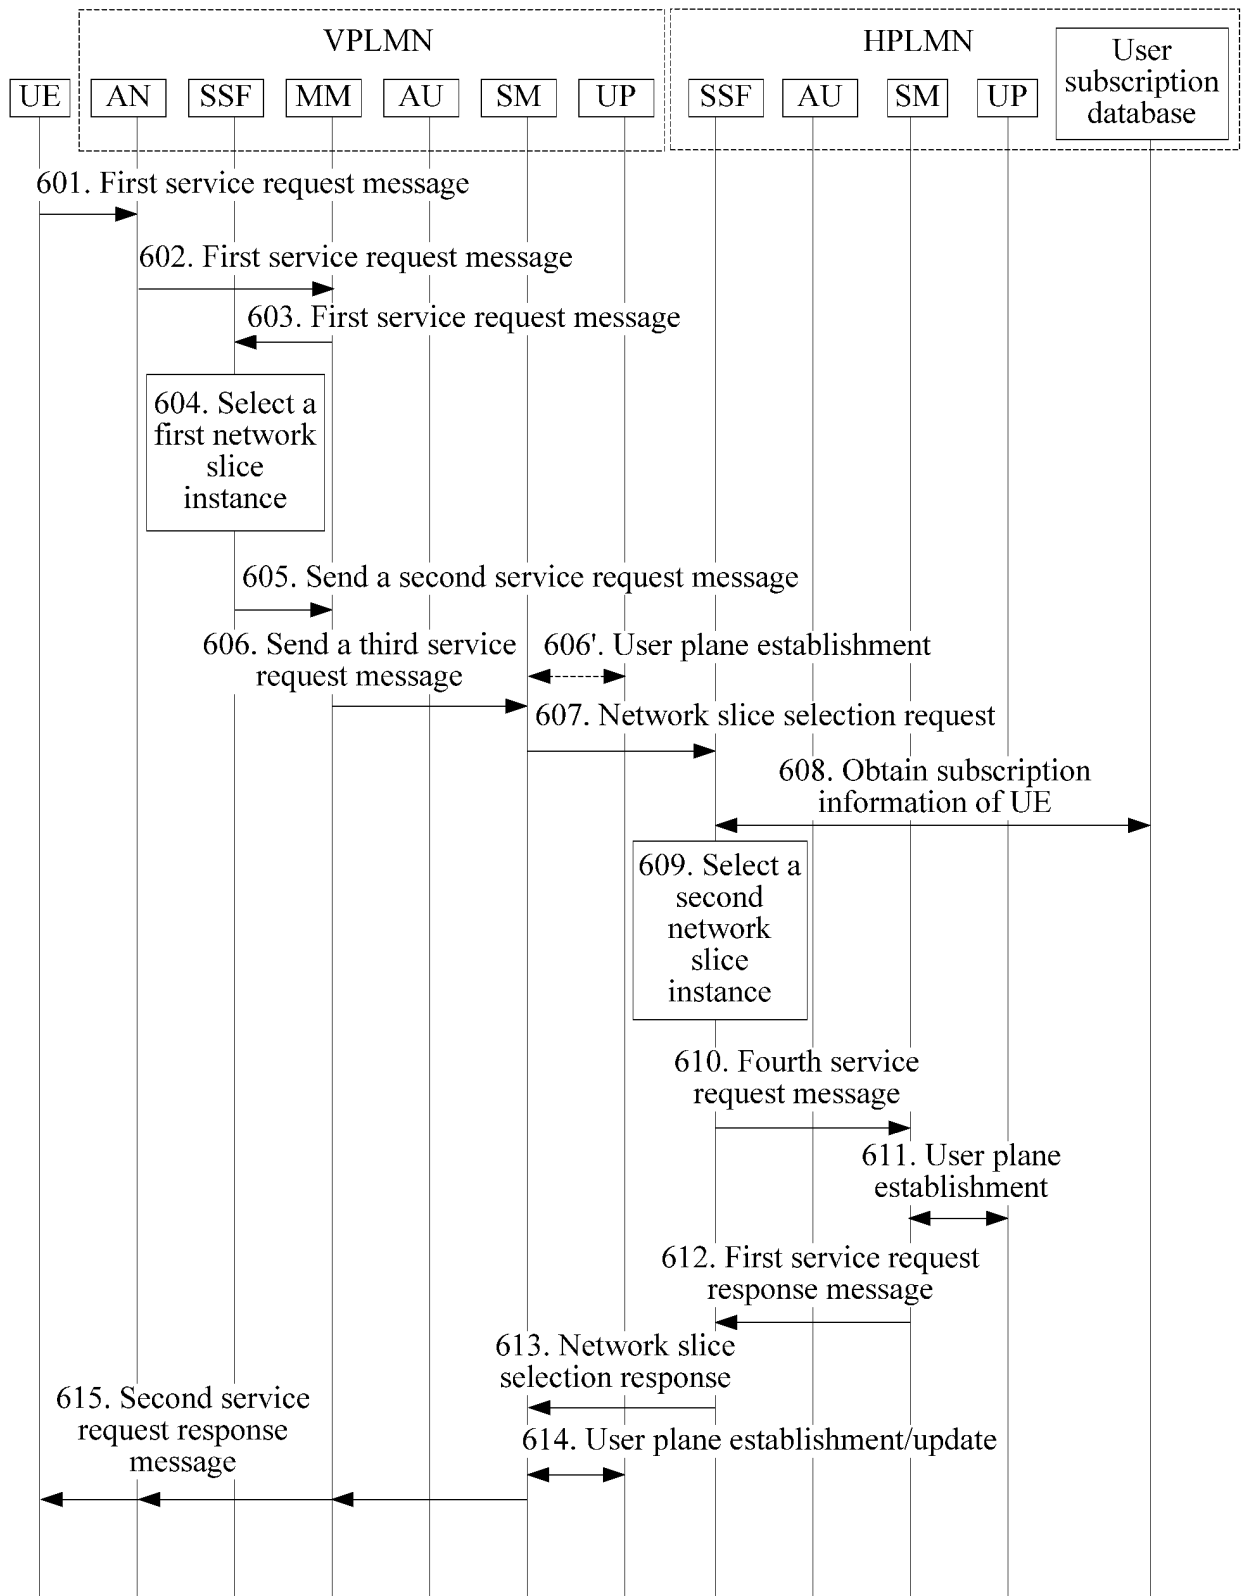 VPLMN
HPLMN
UE
AN
SSF
MM
AU
SM
UP
SSF
AU
SM
UP
User
subscription
database
601. First service request message
602. First service request message
603. First service request message
604. Select a
first network
slice
instance
605. Send a second service request message
606. Send a third service
request message
606'. User plane establishment
607. Network slice selection request
608. Obtain subscription
information of UE
609. Select a
second
network
slice
instance
610. Fourth service
request message
611. User plane
establishment
612. First service request
response message
613. Network slice
selection response
615. Second service
request response
message
614. User plane establishment/update